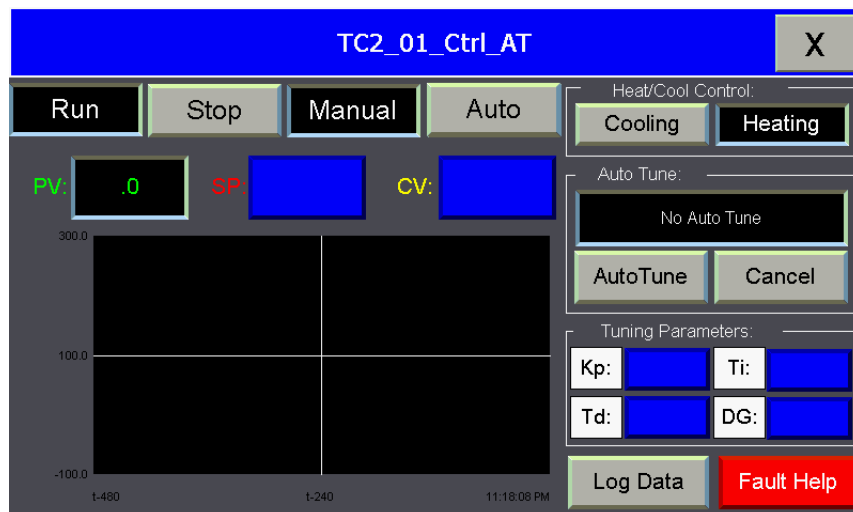 TC2_01_Ctrl_AT X
Run Stop Manual Auto
Heat/Cool Control:
Cooling Heating
PV: .0 SP: CV:
Auto Tune:
No Auto Tune
AutoTune Cancel
300.0
100.0
-100.0
t-480 t-240 11:18:08 PM
Tuning Parameters:
Kp: Ti:
Td: DG:
Log Data Fault Help